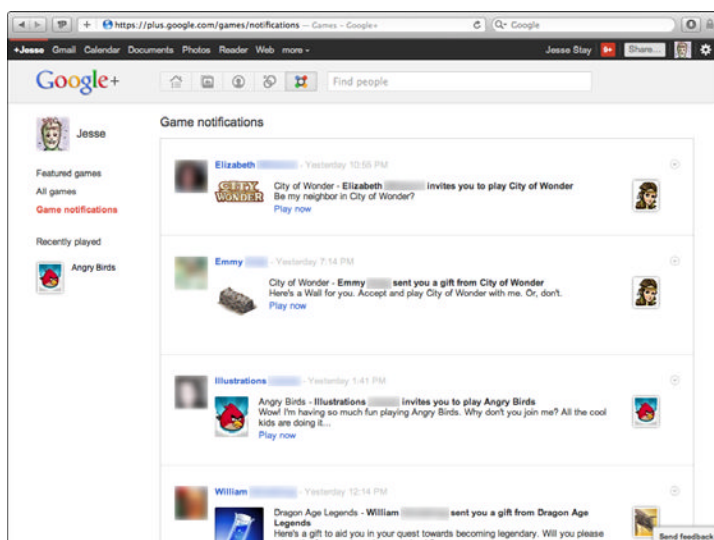 https://plus.google.com/games/notifications — Games - Google+
Google
+Jesse Gmail Calendar Documents Photos Reader Web more
Jesse Stay
Share...
Google+
Find people
Jesse
Featured games
All games
Game notifications
Recently played
Angry Birds
Game notifications
Elizabeth - Yesterday 10:55 PM
CITY OF WONDER
City of Wonder - Elizabeth invites you to play City of Wonder
Be my neighbor in City of Wonder?
Play now
Emmy - Yesterday 7:14 PM
City of Wonder - Emmy sent you a gift from City of Wonder
Here's a Wall for you. Accept and play City of Wonder with me. Or, don't.
Play now
Illustrations - Yesterday 1:41 PM
Angry Birds - Illustrations invites you to play Angry Birds
Wow! I'm having so much fun playing Angry Birds. Why don't you join me? All the cool
kids are doing it...
Play now
William - Yesterday 12:14 PM
Dragon Age Legends - William sent you a gift from Dragon Age
Legends
Here's a gift to aid you in your quest towards becoming legendary. Will you please
Send feedback